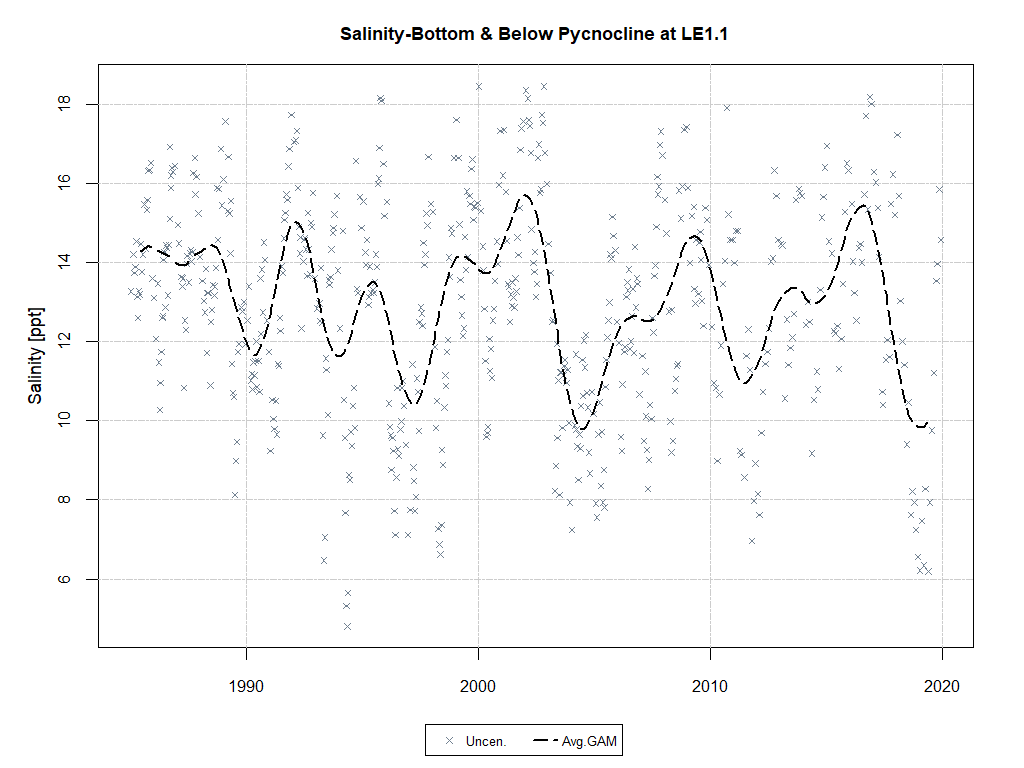 Salinity-Bottom & Below Pycnocline at LE1.1
Salinity [ppt]
18
16
14
12
10
8
6
1990 2000 2010 2020
Uncen. Avg.GAM